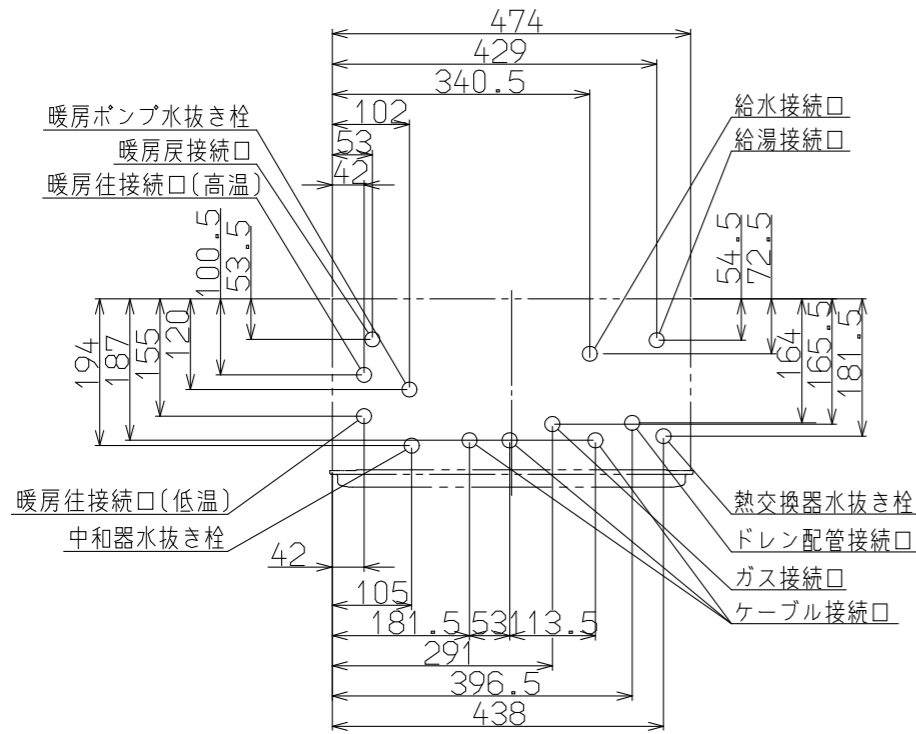 474
429
340.5
102
53
42
暖房ポンプ水抜き栓
暖房戻接続口
暖房往接続口(高温)
給水接続口
給湯接続口
100.5
53.5
54.5
72.5
194
187
155
120
164
165.5
181.5
暖房往接続口(低温)
中和器水抜き栓
熱交換器水抜き栓
ドレン配管接続口
ガス接続口
ケーブル接続口
42
105
181.5
53
113.5
291
396.5
438